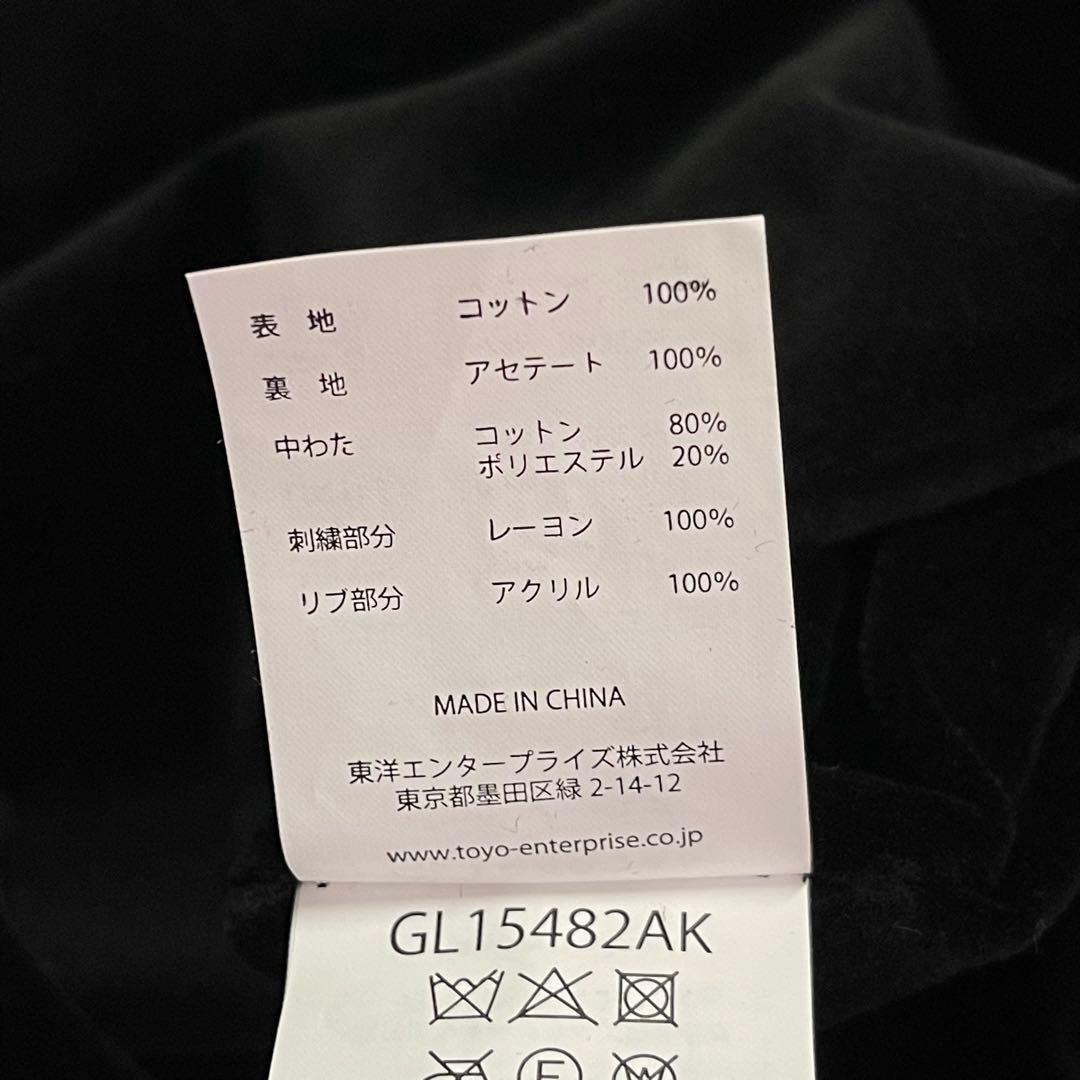 表 地 コットン 100%
裏 地 アセテート 100%
中わた コットン 80%
ポリエステル 20%
刺繍部分 レーヨン 100%
リブ部分 アクリル 100%
MADE IN CHINA
東洋エンタープライズ株式会社
東京都墨田区緑 2-14-12
www.toyo-enterprise.co.jp
GL15482AK